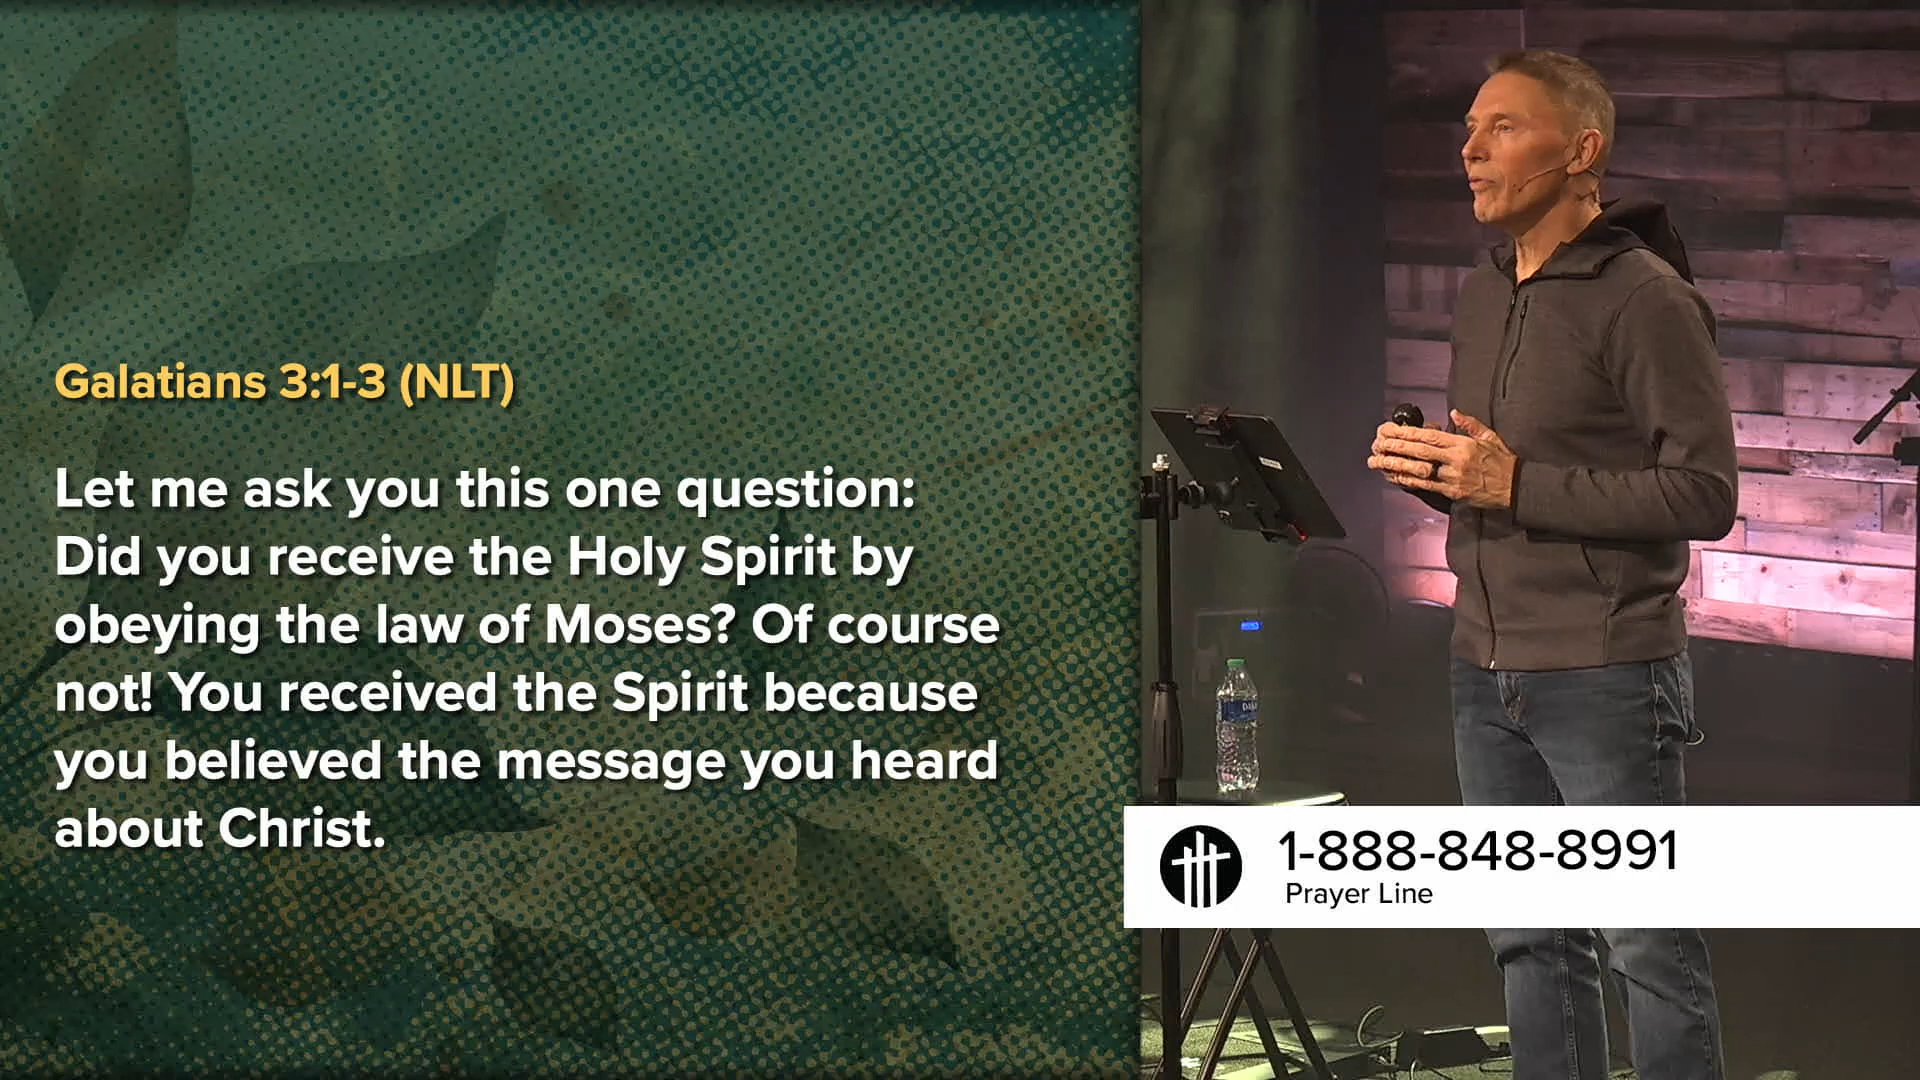 Galatians 3:1-3 (NLT)
Let me ask you this one question:
Did you receive the Holy Spirit by
obeying the law of Moses? Of course
not! You received the Spirit because
you believed the message you heard
about Christ.
1-888-848-8991
Prayer Line